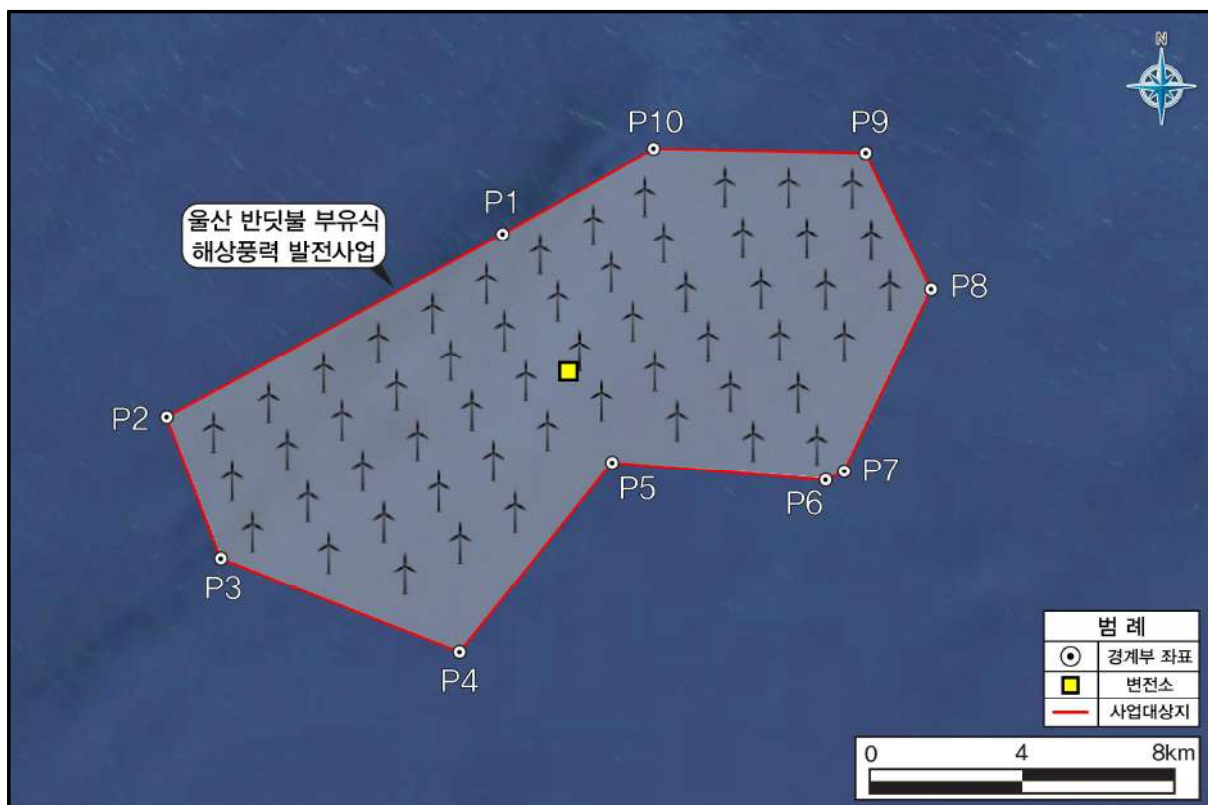 N
P10
P9
P1
울산 반딧불 부유식
해상풍력 발전사업
P8
P2
P5
P7
P6
P3
P4
범 례
경계부 좌표
변전소
사업대상지
0 4 8km